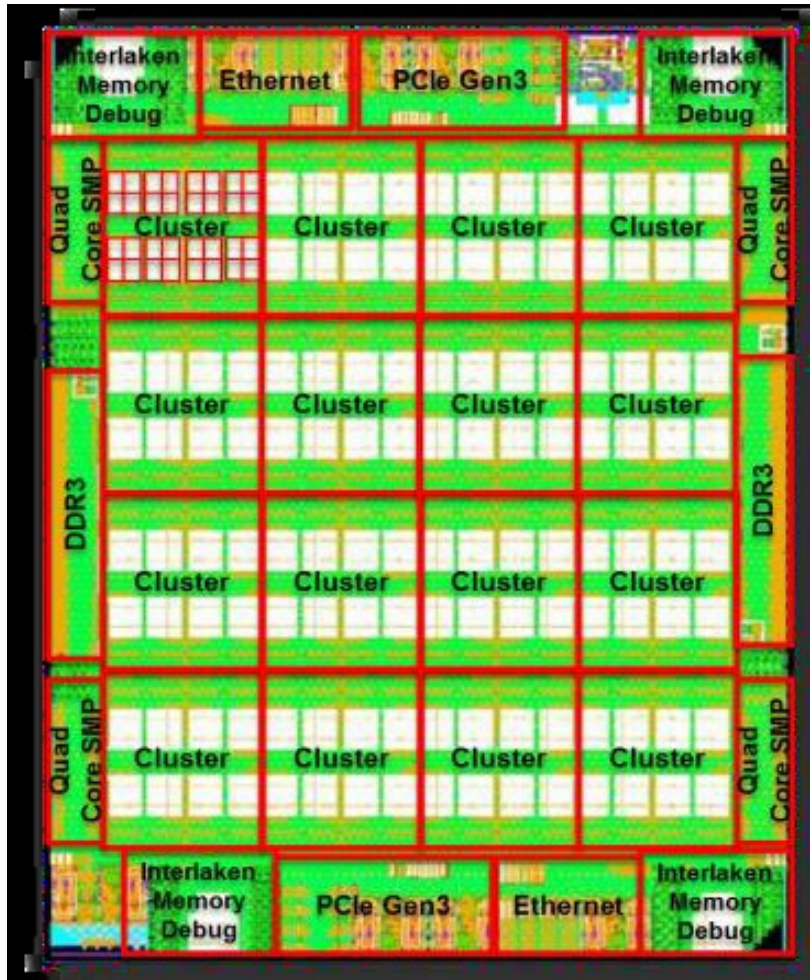 Interlaken
Memory
Debug
Ethernet
PCIe Gen3
Interlaken
Memory
Debug
Quad
Core SMP
Cluster
Cluster
Cluster
Cluster
Quad
Core SMP
Cluster
Cluster
Cluster
Cluster
DDR3
DDR3
Cluster
Cluster
Cluster
Cluster
Quad
Core SMP
Cluster
Cluster
Cluster
Cluster
Quad
Core SMP
Interlaken
Memory
Debug
PCIe Gen3
Ethernet
Interlaken
Memory
Debug